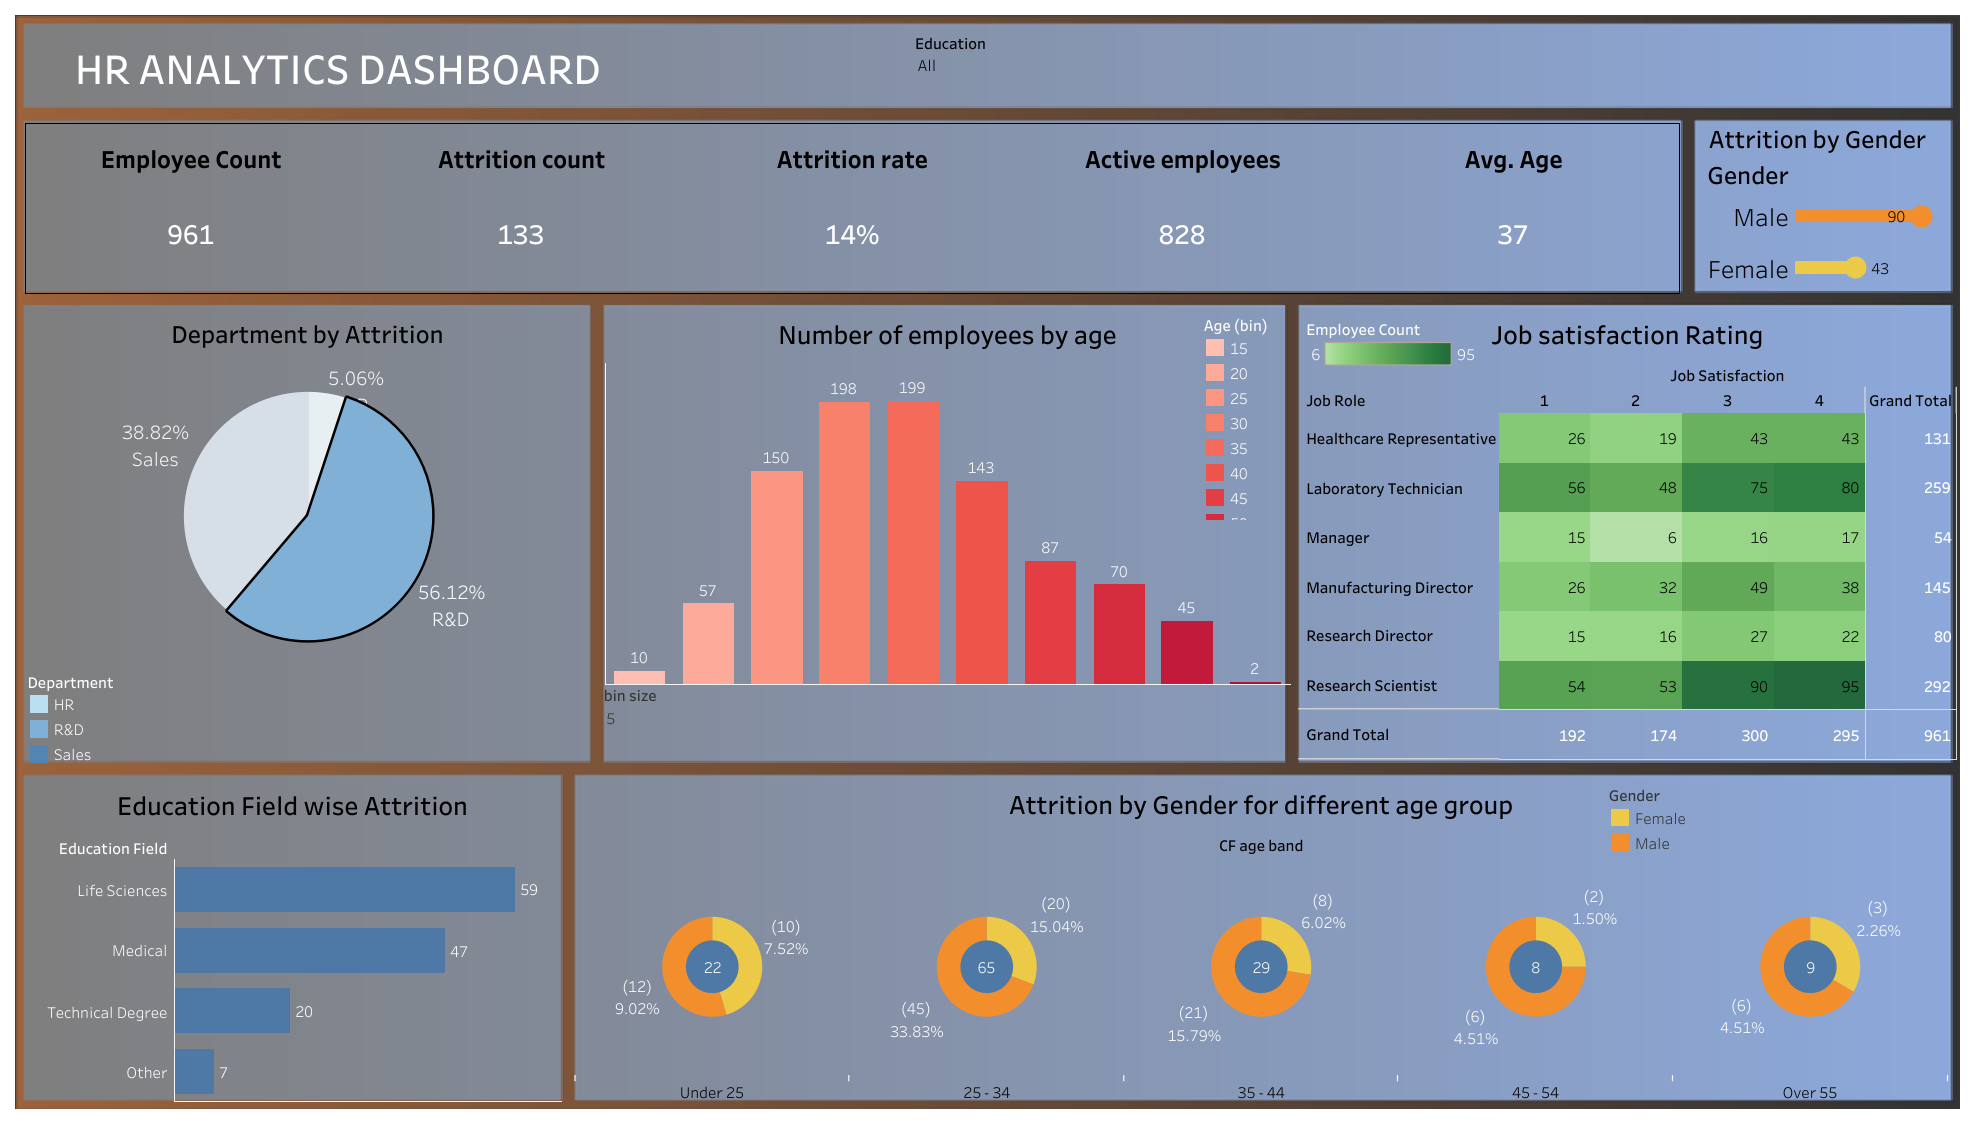 HR ANALYTICS DASHBOARD
Education
All
Employee Count
Attrition count
Attrition rate
Active employees
Avg. Age
961
133
14%
828
37
Attrition by Gender
Gender
Male 90
Female 43
Department by Attrition
5.06%
38.82%
Sales
56.12%
R&D
Department
HR
R&D
Sales
Number of employees by age
Age (bin)
15
20
25
30
35
40
45
10
57
150
198
199
143
87
70
45
2
bin size
5
Employee Count
6 95
Job satisfaction Rating
Job Satisfaction
Job Role 1 2 3 4 Grand Total
Healthcare Representative 26 19 43 43 131
Laboratory Technician 56 48 75 80 259
Manager 15 6 16 17 54
Manufacturing Director 26 32 49 38 145
Research Director 15 16 27 22 80
Research Scientist 54 53 90 95 292
Grand Total 192 174 300 295 961
Education Field wise Attrition
Education Field
Life Sciences 59
Medical 47
Technical Degree 20
Other 7
Attrition by Gender for different age group
Gender
Female
Male
CF age band
(10)
7.52%
22
(12)
9.02%
(20)
15.04%
65
(45)
33.83%
(8)
6.02%
29
(21)
15.79%
(2)
1.50%
8
(6)
4.51%
(3)
2.26%
9
(6)
4.51%
Under 25
25 - 34
35 - 44
45 - 54
Over 55